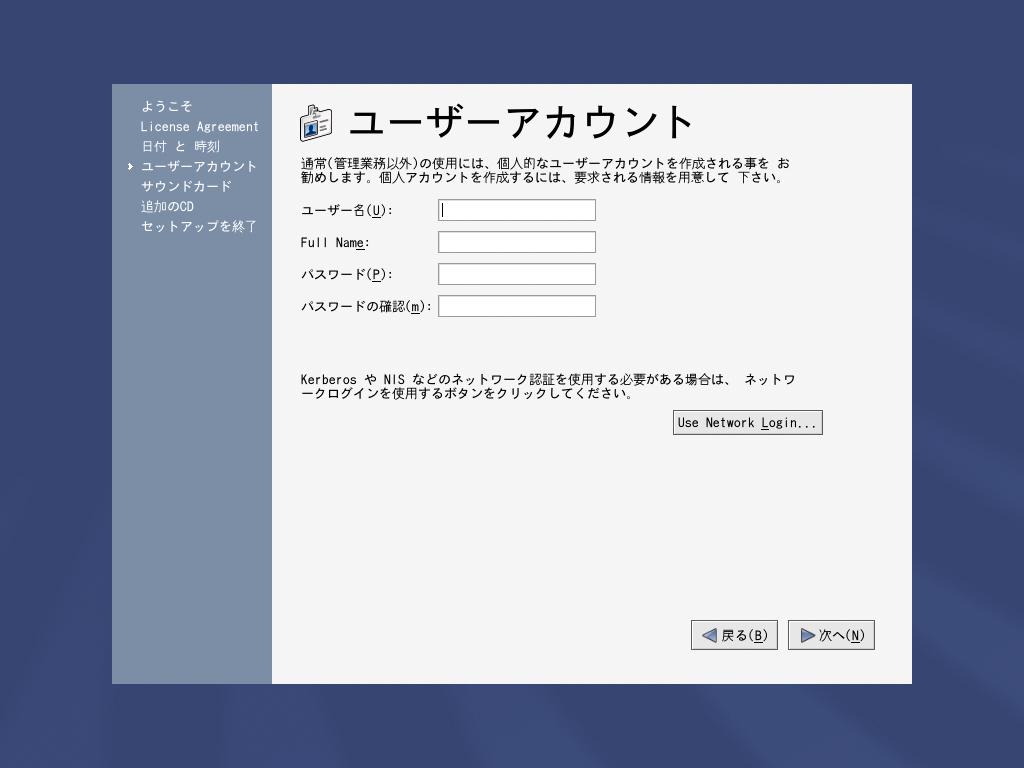 ようこそ
License Agreement
日付 と 時刻
ユーザーアカウント
サウンドカード
追加のCD
セットアップを終了
ユーザーアカウント
通常(管理業務以外)の使用には、個人的なユーザーアカウントを作成される事を お
勧めします。個人アカウントを作成するには、要求される情報を用意して 下さい。
ユーザー名(U):
Full Name:
パスワード(P):
パスワードの確認(m):
Kerberos や NIS などのネットワーク認証を使用する必要がある場合は、 ネットワ
ークログインを使用するボタンをクリックしてください。
Use Network Login...
戻る(B)
次へ(N)